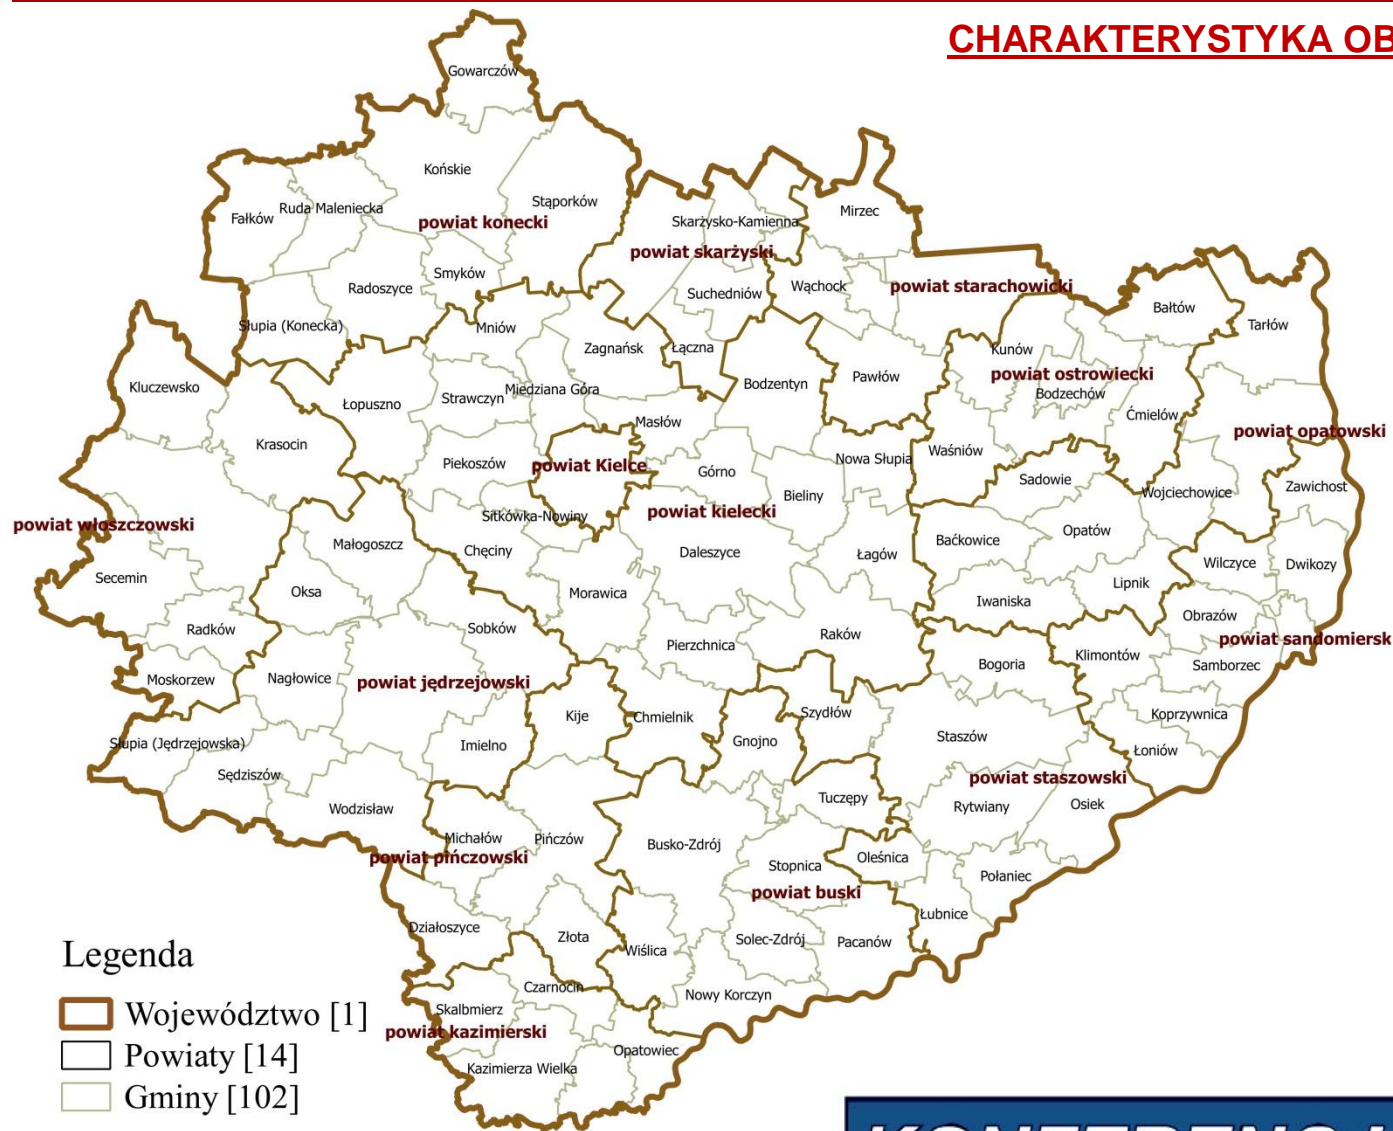 CHARAKTERYSTYKA OB
Gowarczów
Końskie
Stąporków
Ruda Maleniecka
Fałków
powiat konecki
Smyków
Radoszyce
Słupia (Konecka)
Mirzec
Skarżysko-Kamienna
powiat skarżyski
Suchedniów
Wąchock
powiat starachowicki
Bałtów
Tarłów
Mniów
Zagnańsk
Łączna
Bodzentyn
Pawłów
Kunów
powiat ostrowiecki
Bodzechów
Ćmielów
Kluczewsko
Łopuszno
Strawczyn
Miedziana Góra
Masłów
Krasocin
powiat opatowski
Piekoszów
powiat Kielce
Górno
Nowa Słupia
Waśniów
Sadowie
Wojciechowice
Zawichost
Bieliny
powiat włoszczowski
Sitkówka-Nowiny
powiat kielecki
Małogoszcz
Chęciny
Daleszyce
Łagów
Baćkowice
Opatów
Wilczyce
Dwikozy
Secemin
Oksa
Morawica
Iwaniska
Lipnik
Obrazów
Radków
Sobków
Pierzchnica
Raków
powiat sandomiersk
Samborzec
Klimontów
Bogoria
Moskorzew
Nagłowice
powiat jędrzejowski
Kije
Chmielnik
Szydłów
Koprzywnica
Słupia (Jędrzejowska)
Imielno
Gnojno
Staszów
Łoniów
Sędziszów
powiat staszowski
Wodzisław
Tuczępy
Rytwiany
Osiek
Michałów
Pińczów
Busko-Zdrój
powiat pińczowski
Stopnica
Oleśnica
Połaniec
powiat buski
Działoszyce
Złota
Wiślica
Solec-Zdrój
Pacanów
Łubnice
Czarnocin
Nowy Korczyn
Skalbmierz
powiat kazimierski
Opatowiec
Kazimierza Wielka
Legenda
Województwo [1]
Powiaty [14]
Gminy [102]
KONFERENCJ